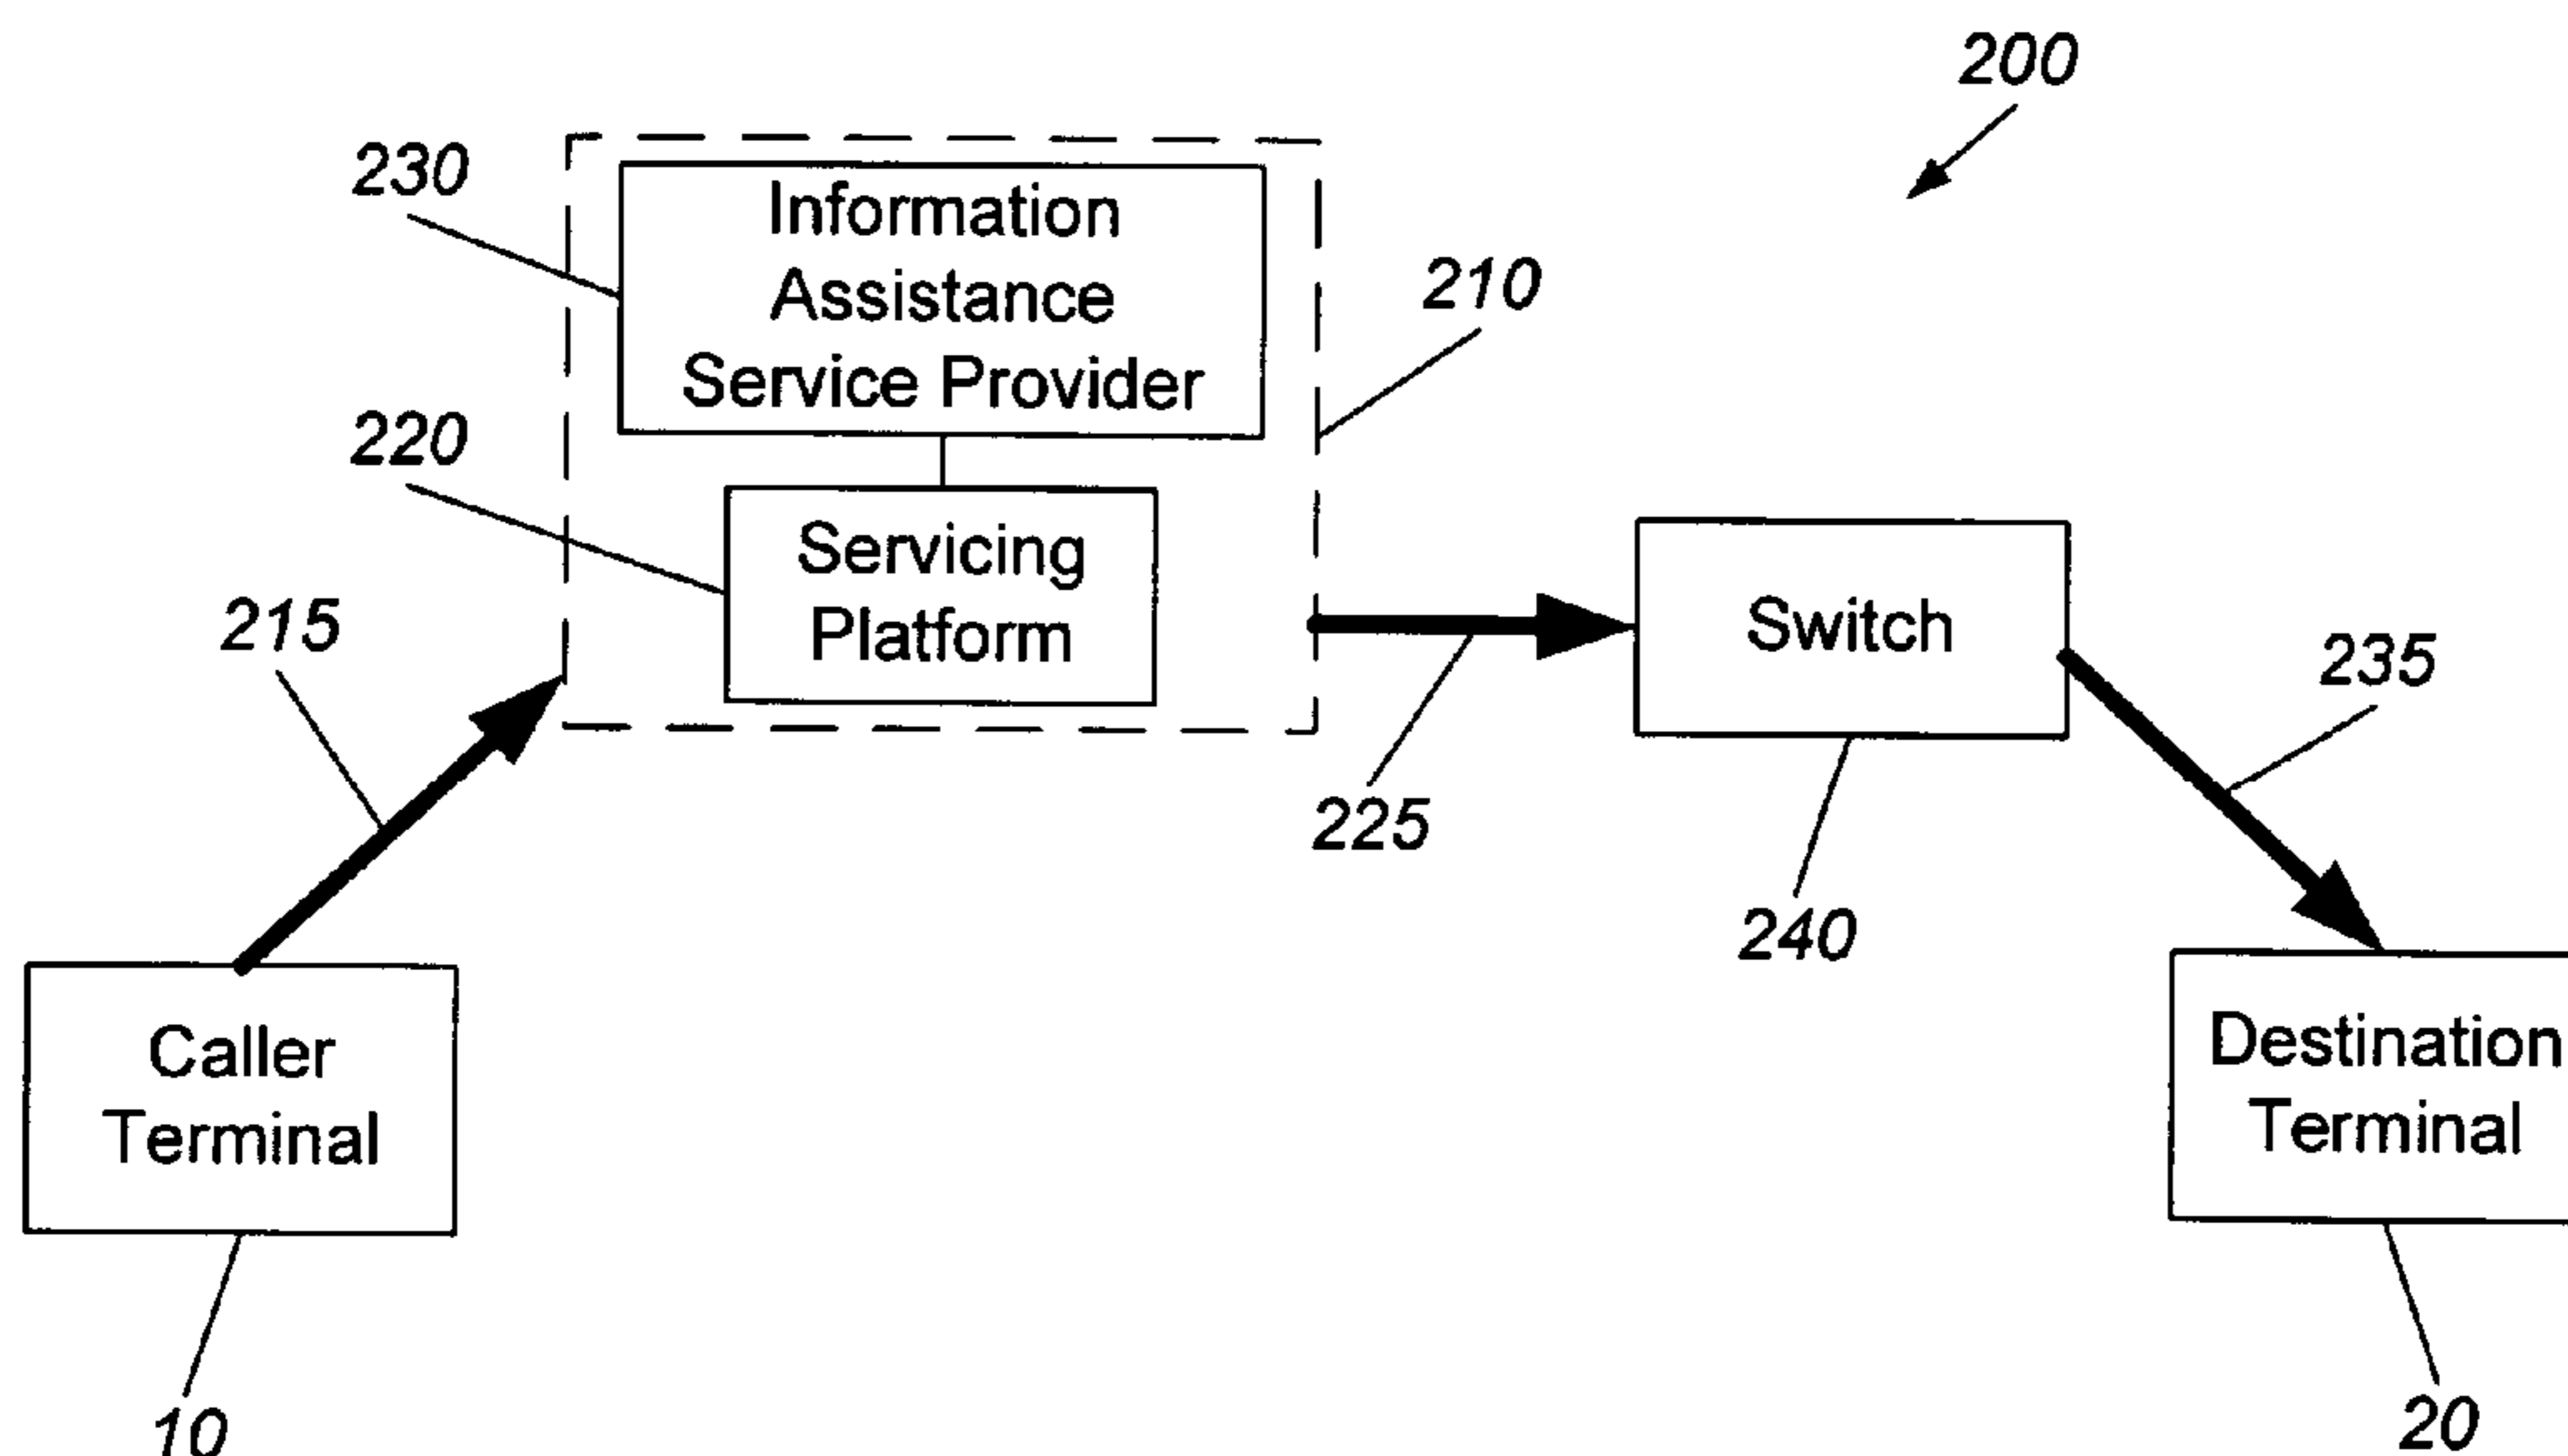 200
230
Information
Assistance
Service Provider
210
220
Servicing
Platform
215
Switch
235
225
240
Caller
Terminal
Destination
Terminal
10
20